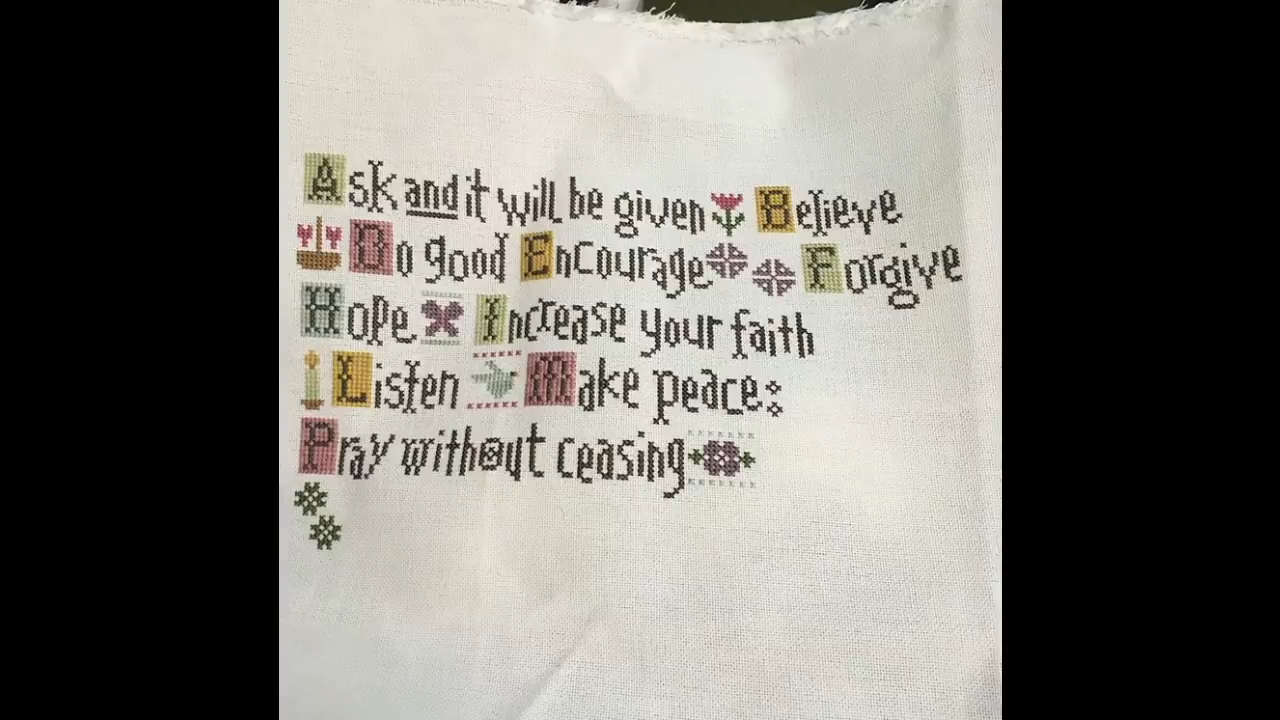 Ask and it will be given Believe
Do good Encourage Forgive
Hope Increase your faith
Listen Make peace:
Pray without ceasing